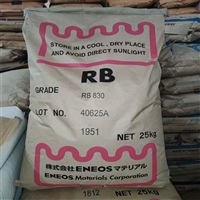 STORE IN A COOL , DRY PLACE
AND AVOID DIRECT SUNLIGHT
RB
GRADE RB 830
LOT NO. 40625A
1951 NET 25kg
株式会社ENEOSマテリアル
ENEOS Materials Corporation
1812 NET 25kg